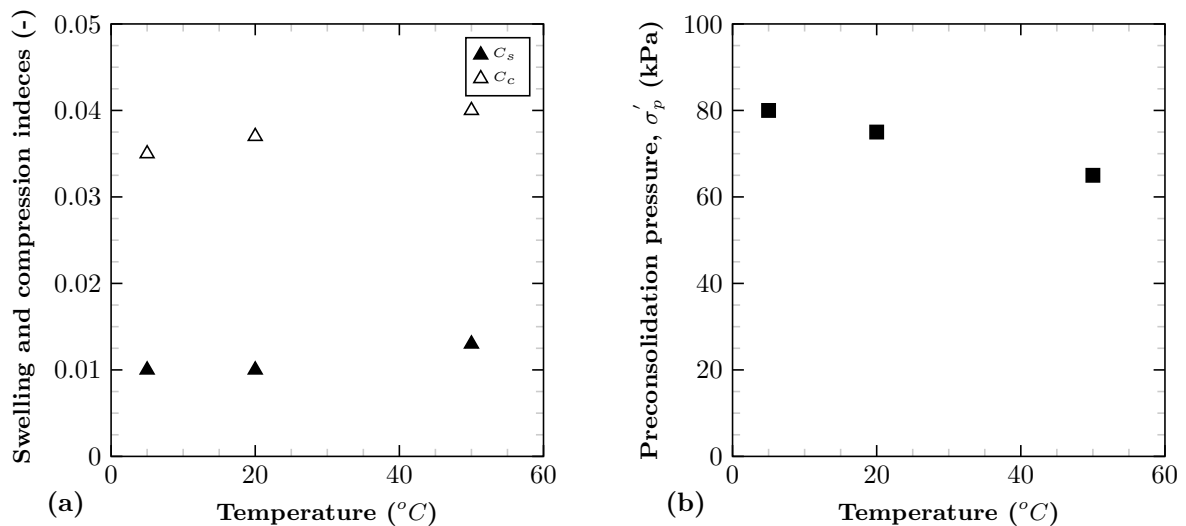 Swelling and compression indeces (-)
0.05
0.04
0.03
0.02
0.01
0
C_s
C_c
0 20 40 60
(a) Temperature (°C)
Preconsolidation pressure, σ′_p (kPa)
100
80
60
40
20
0
0 20 40 60
(b) Temperature (°C)